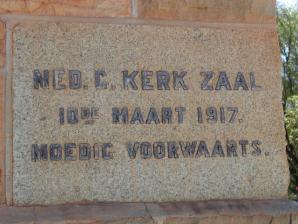 NED. G. KERK ZAAL
10DE MAART 1917.
MOEDIG VOORWAARTS.